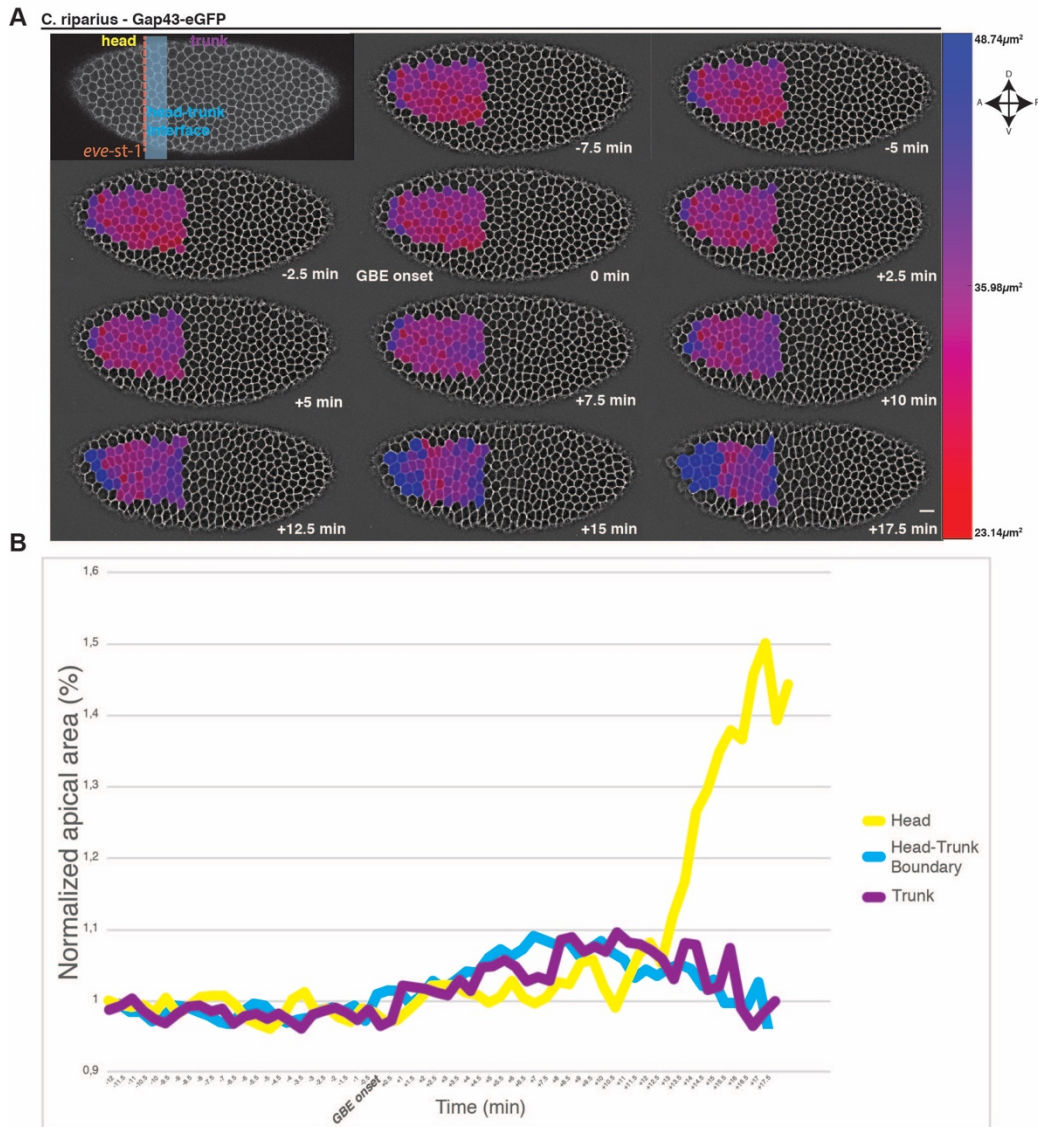 A
C. riparius - Gap43-eGFP
head
trunk
head-trunk
interface
eve-st-1
-7.5 min
-5 min
48.74µm²
D
A
P
V
-2.5 min
GBE onset
0 min
+2.5 min
35.98µm²
+5 min
+7.5 min
+10 min
+12.5 min
+15 min
+17.5 min
23.14µm²
B
1,6
1,5
1,4
1,3
1,2
1,1
1
0,9
Normalized apical area (%)
Head
Head-Trunk
Boundary
Trunk
GBE onset
Time (min)